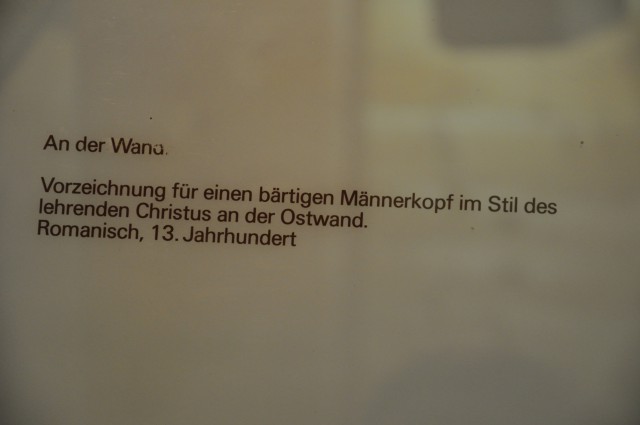 An der Wand.
Vorzeichnung für einen bärtigen Männerkopf im Stil des
lehrenden Christus an der Ostwand.
Romanisch, 13. Jahrhundert